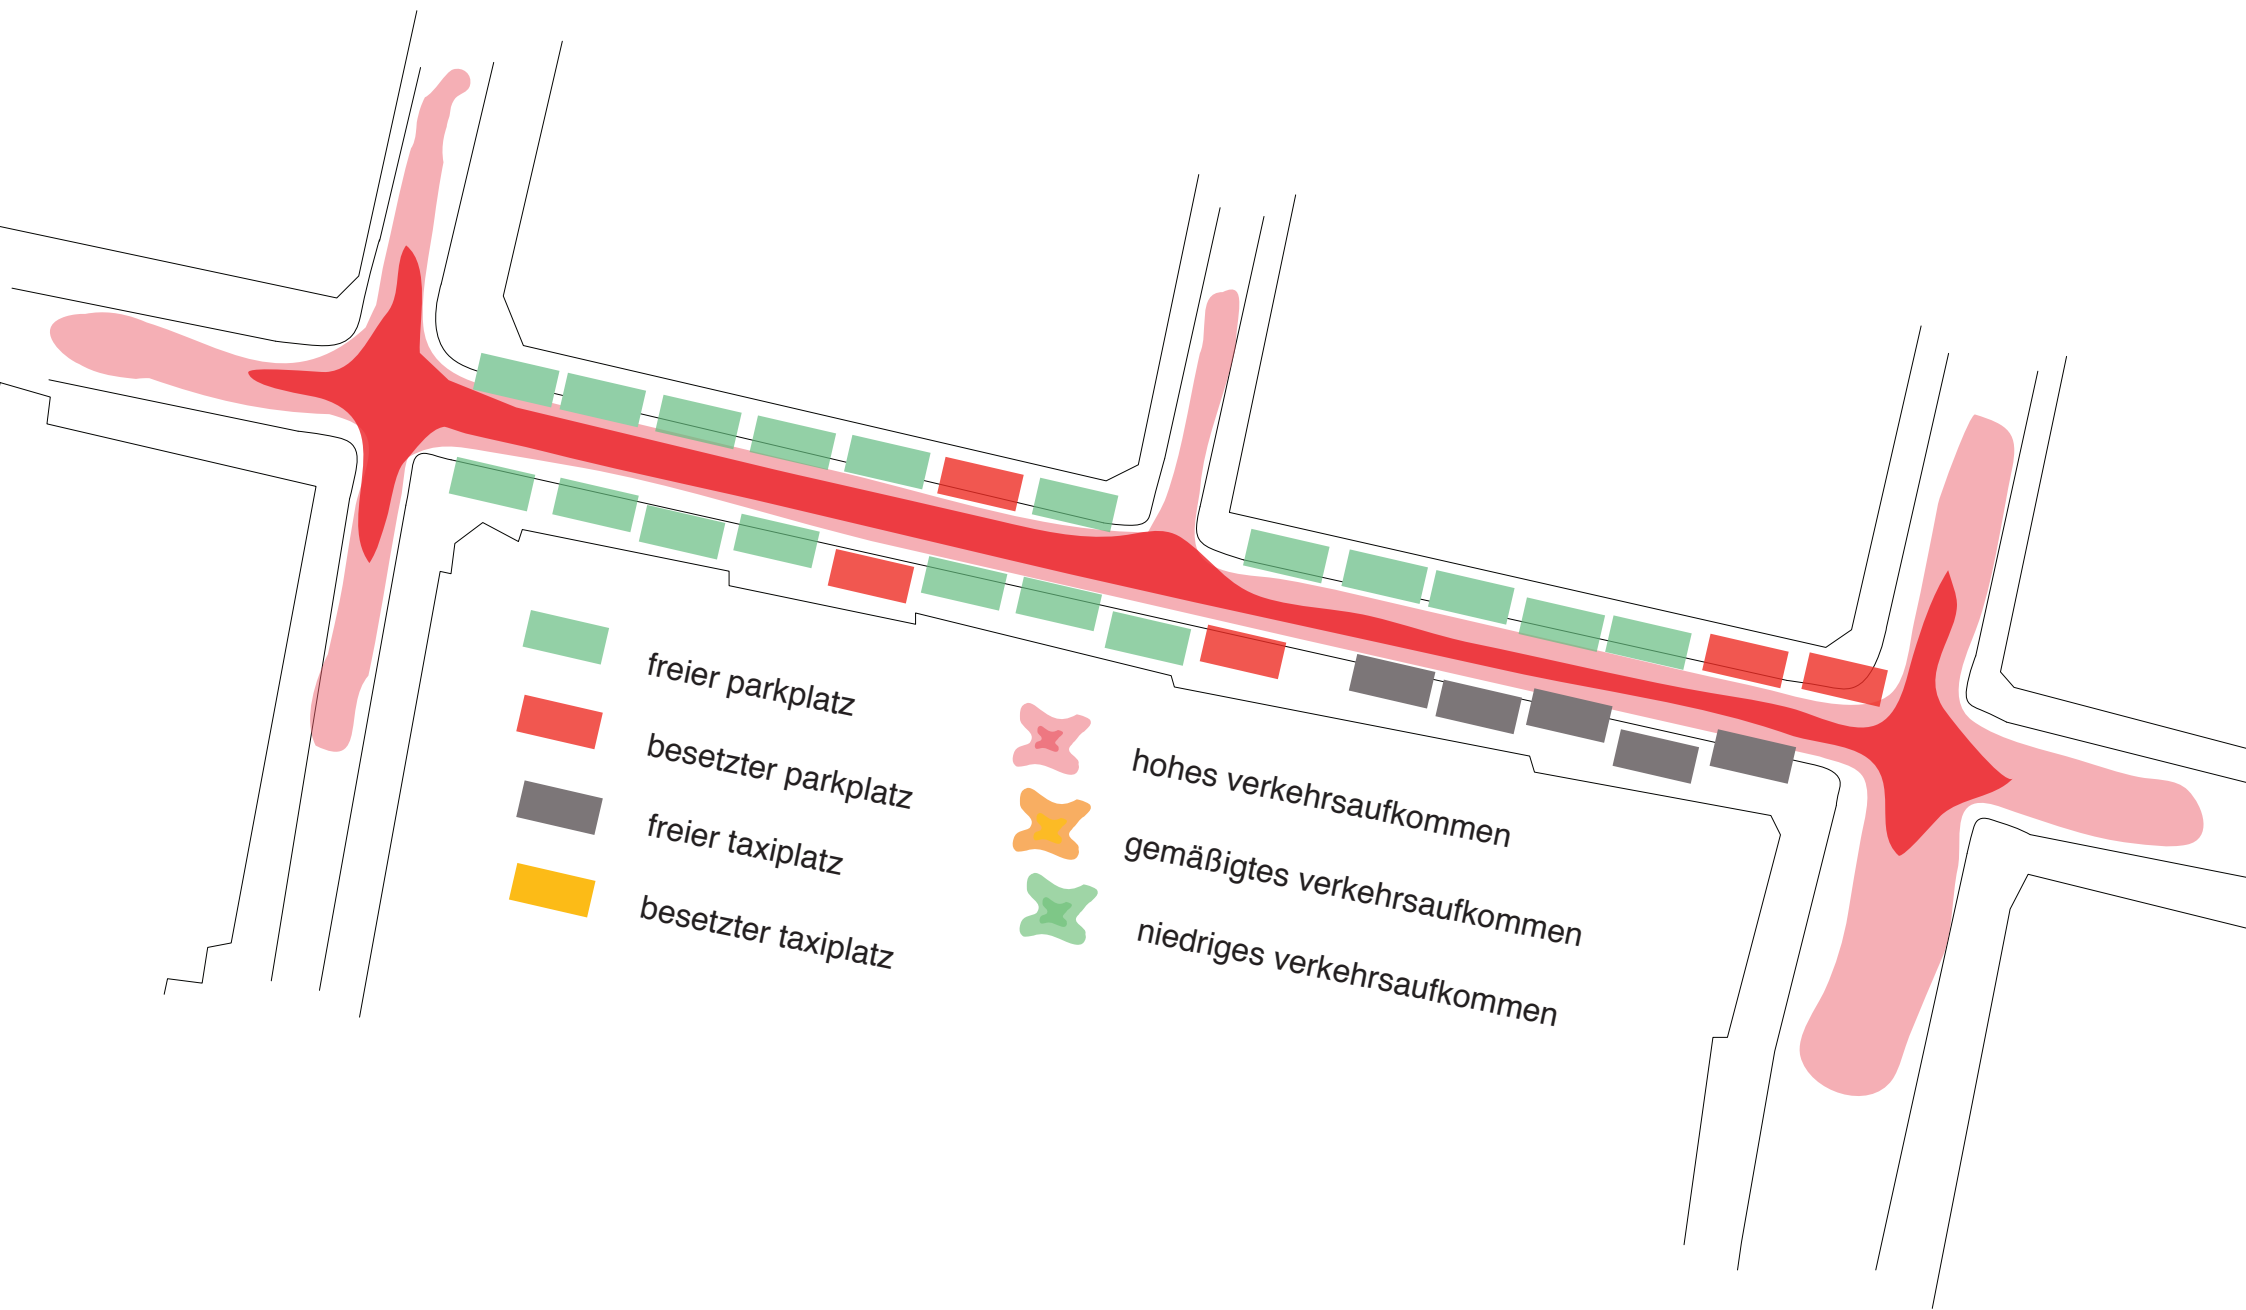 freier parkplatz
besetzter parkplatz
freier taxiplatz
besetzter taxiplatz
hohes verkehrsaufkommen
gemäßigtes verkehrsaufkommen
niedriges verkehrsaufkommen